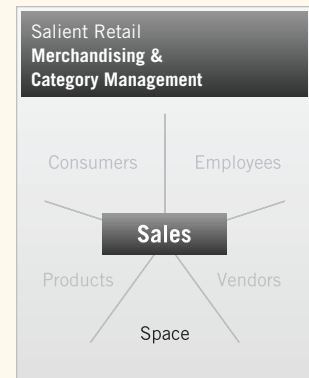 Salient Retail
Merchandising &
Category Management
Consumers
Employees
Sales
Products
Vendors
Space